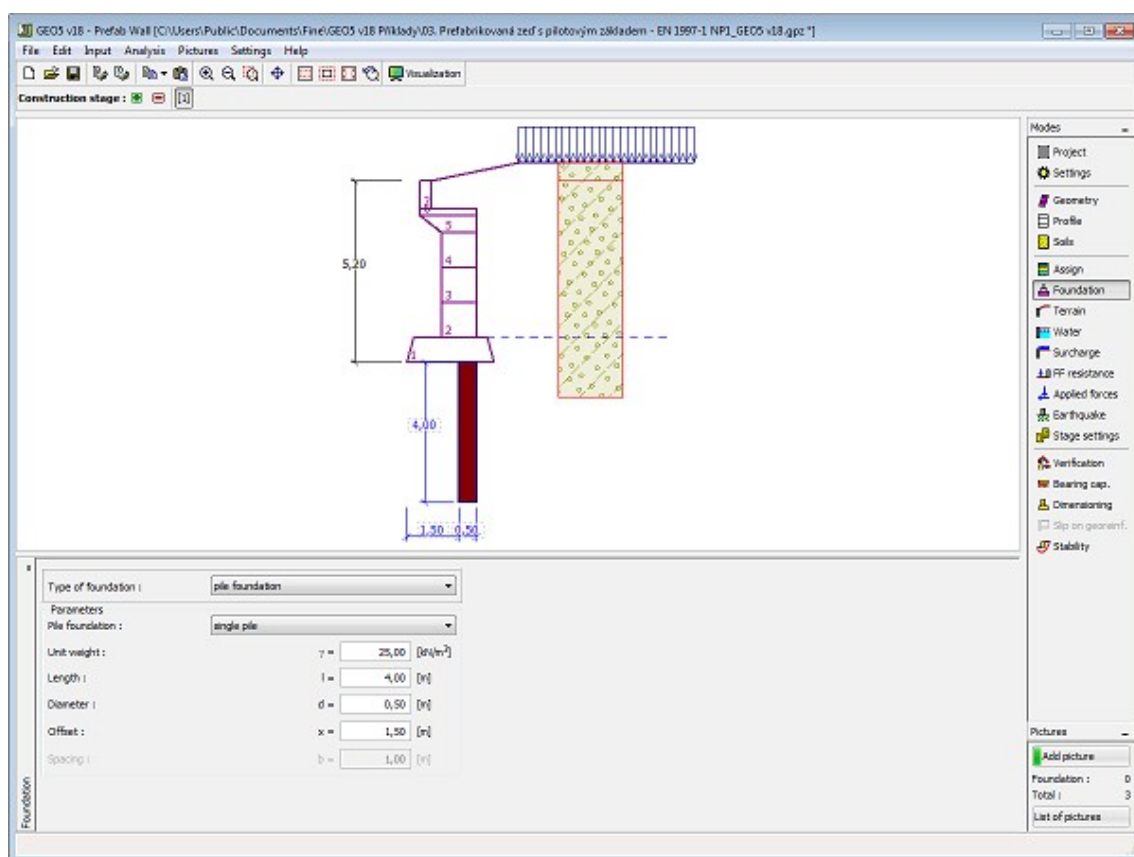 GEO5 v18 - Prefab Wall [C:\Users\Public\Documents\Fine\GEO5 v18 Příklady\03. Prefabrikovaná zeď s pilotovým základem - EN 1997-1 NP1_GEO5 v18.gpz *]
File Edit Input Analysis Pictures Settings Help
Visualization
Construction stage : [1]
Modes
Project
Settings
Geometry
Profile
Soils
Assign
Foundation
Terrain
Water
Surcharge
FF resistance
Applied forces
Earthquake
Stage settings
Verification
Bearing cap.
Dimensioning
Slip on georeinf.
Stability
5,20
7
5
4
3
2
1
4,00
1,50 0,50
Type of foundation : pile foundation
Parameters
Pile foundation : single pile
Unit weight : γ = 25,00 [kN/m³]
Length : l = 4,00 [m]
Diameter : d = 0,50 [m]
Offset : x = 1,50 [m]
Spacing : b = 1,00 [m]
Foundation
Pictures
Add picture
Foundation : 0
Total : 3
List of pictures